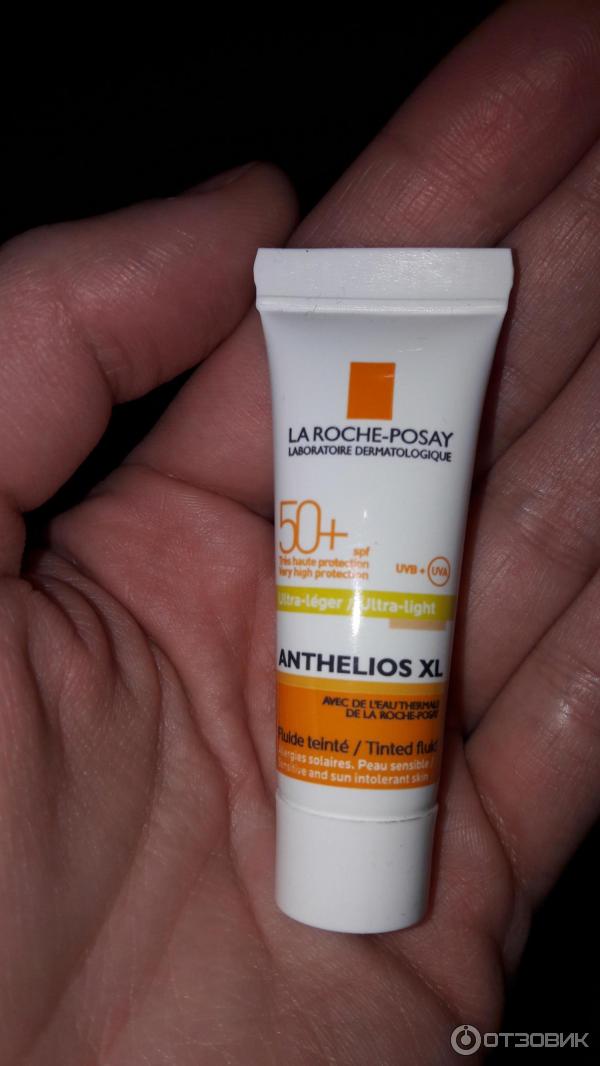 LA ROCHE-POSAY
LABORATOIRE DERMATOLOGIQUE
50+
spf
Très haute protection
Very high protection
UVB + UVA
Ultra-léger / Ultra-light
ANTHELIOS XL
AVEC DE L'EAU THERMALE
DE LA ROCHE-POSAY
Fluide teinté / Tinted fluid
Allergies solaires. Peau sensible /
Sensitive and sun intolerant skin
ОТЗОВИК